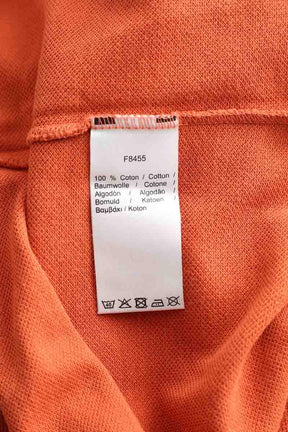 F8455
100 % Coton / Cotton /
Baumwolle / Cotone /
Algodón / Algodão /
Bomuld / Katoen /
Βαμβάκι / Koton